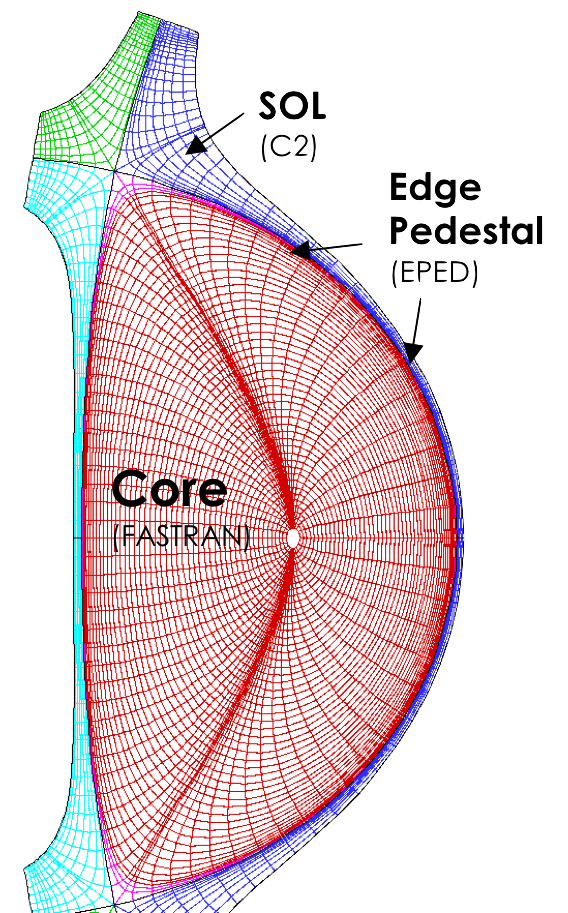 SOL
(C2)
Edge
Pedestal
(EPED)
Core
(FASTRAN)